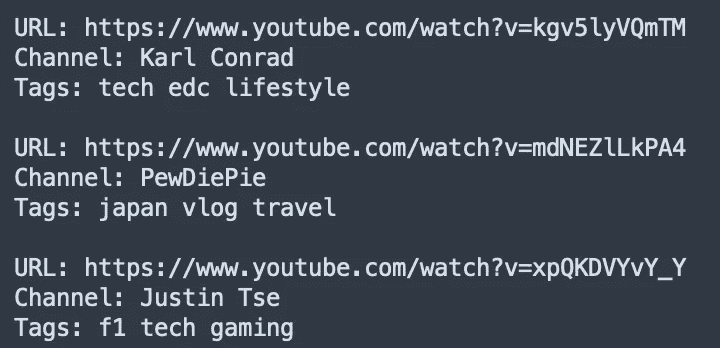 URL: https://www.youtube.com/watch?v=kgv5lyVQmTM
Channel: Karl Conrad
Tags: tech edc lifestyle
URL: https://www.youtube.com/watch?v=mdNEZlLkPA4
Channel: PewDiePie
Tags: japan vlog travel
URL: https://www.youtube.com/watch?v=xpQKDVYvY_Y
Channel: Justin Tse
Tags: f1 tech gaming